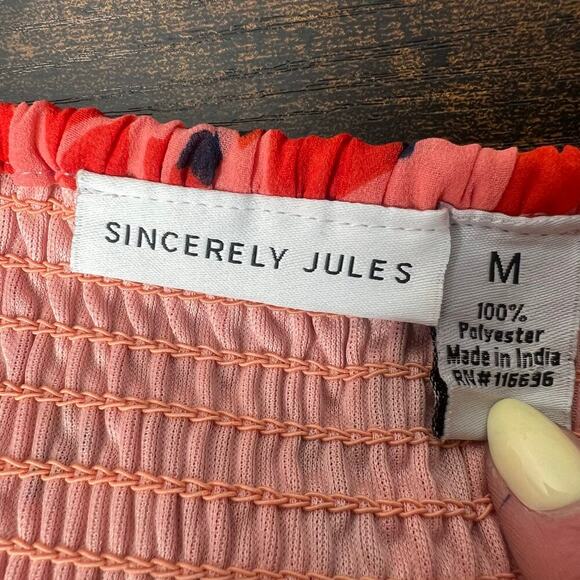 SINCERELY JULES
M
100%
Polyester
Made in India
RN#116696